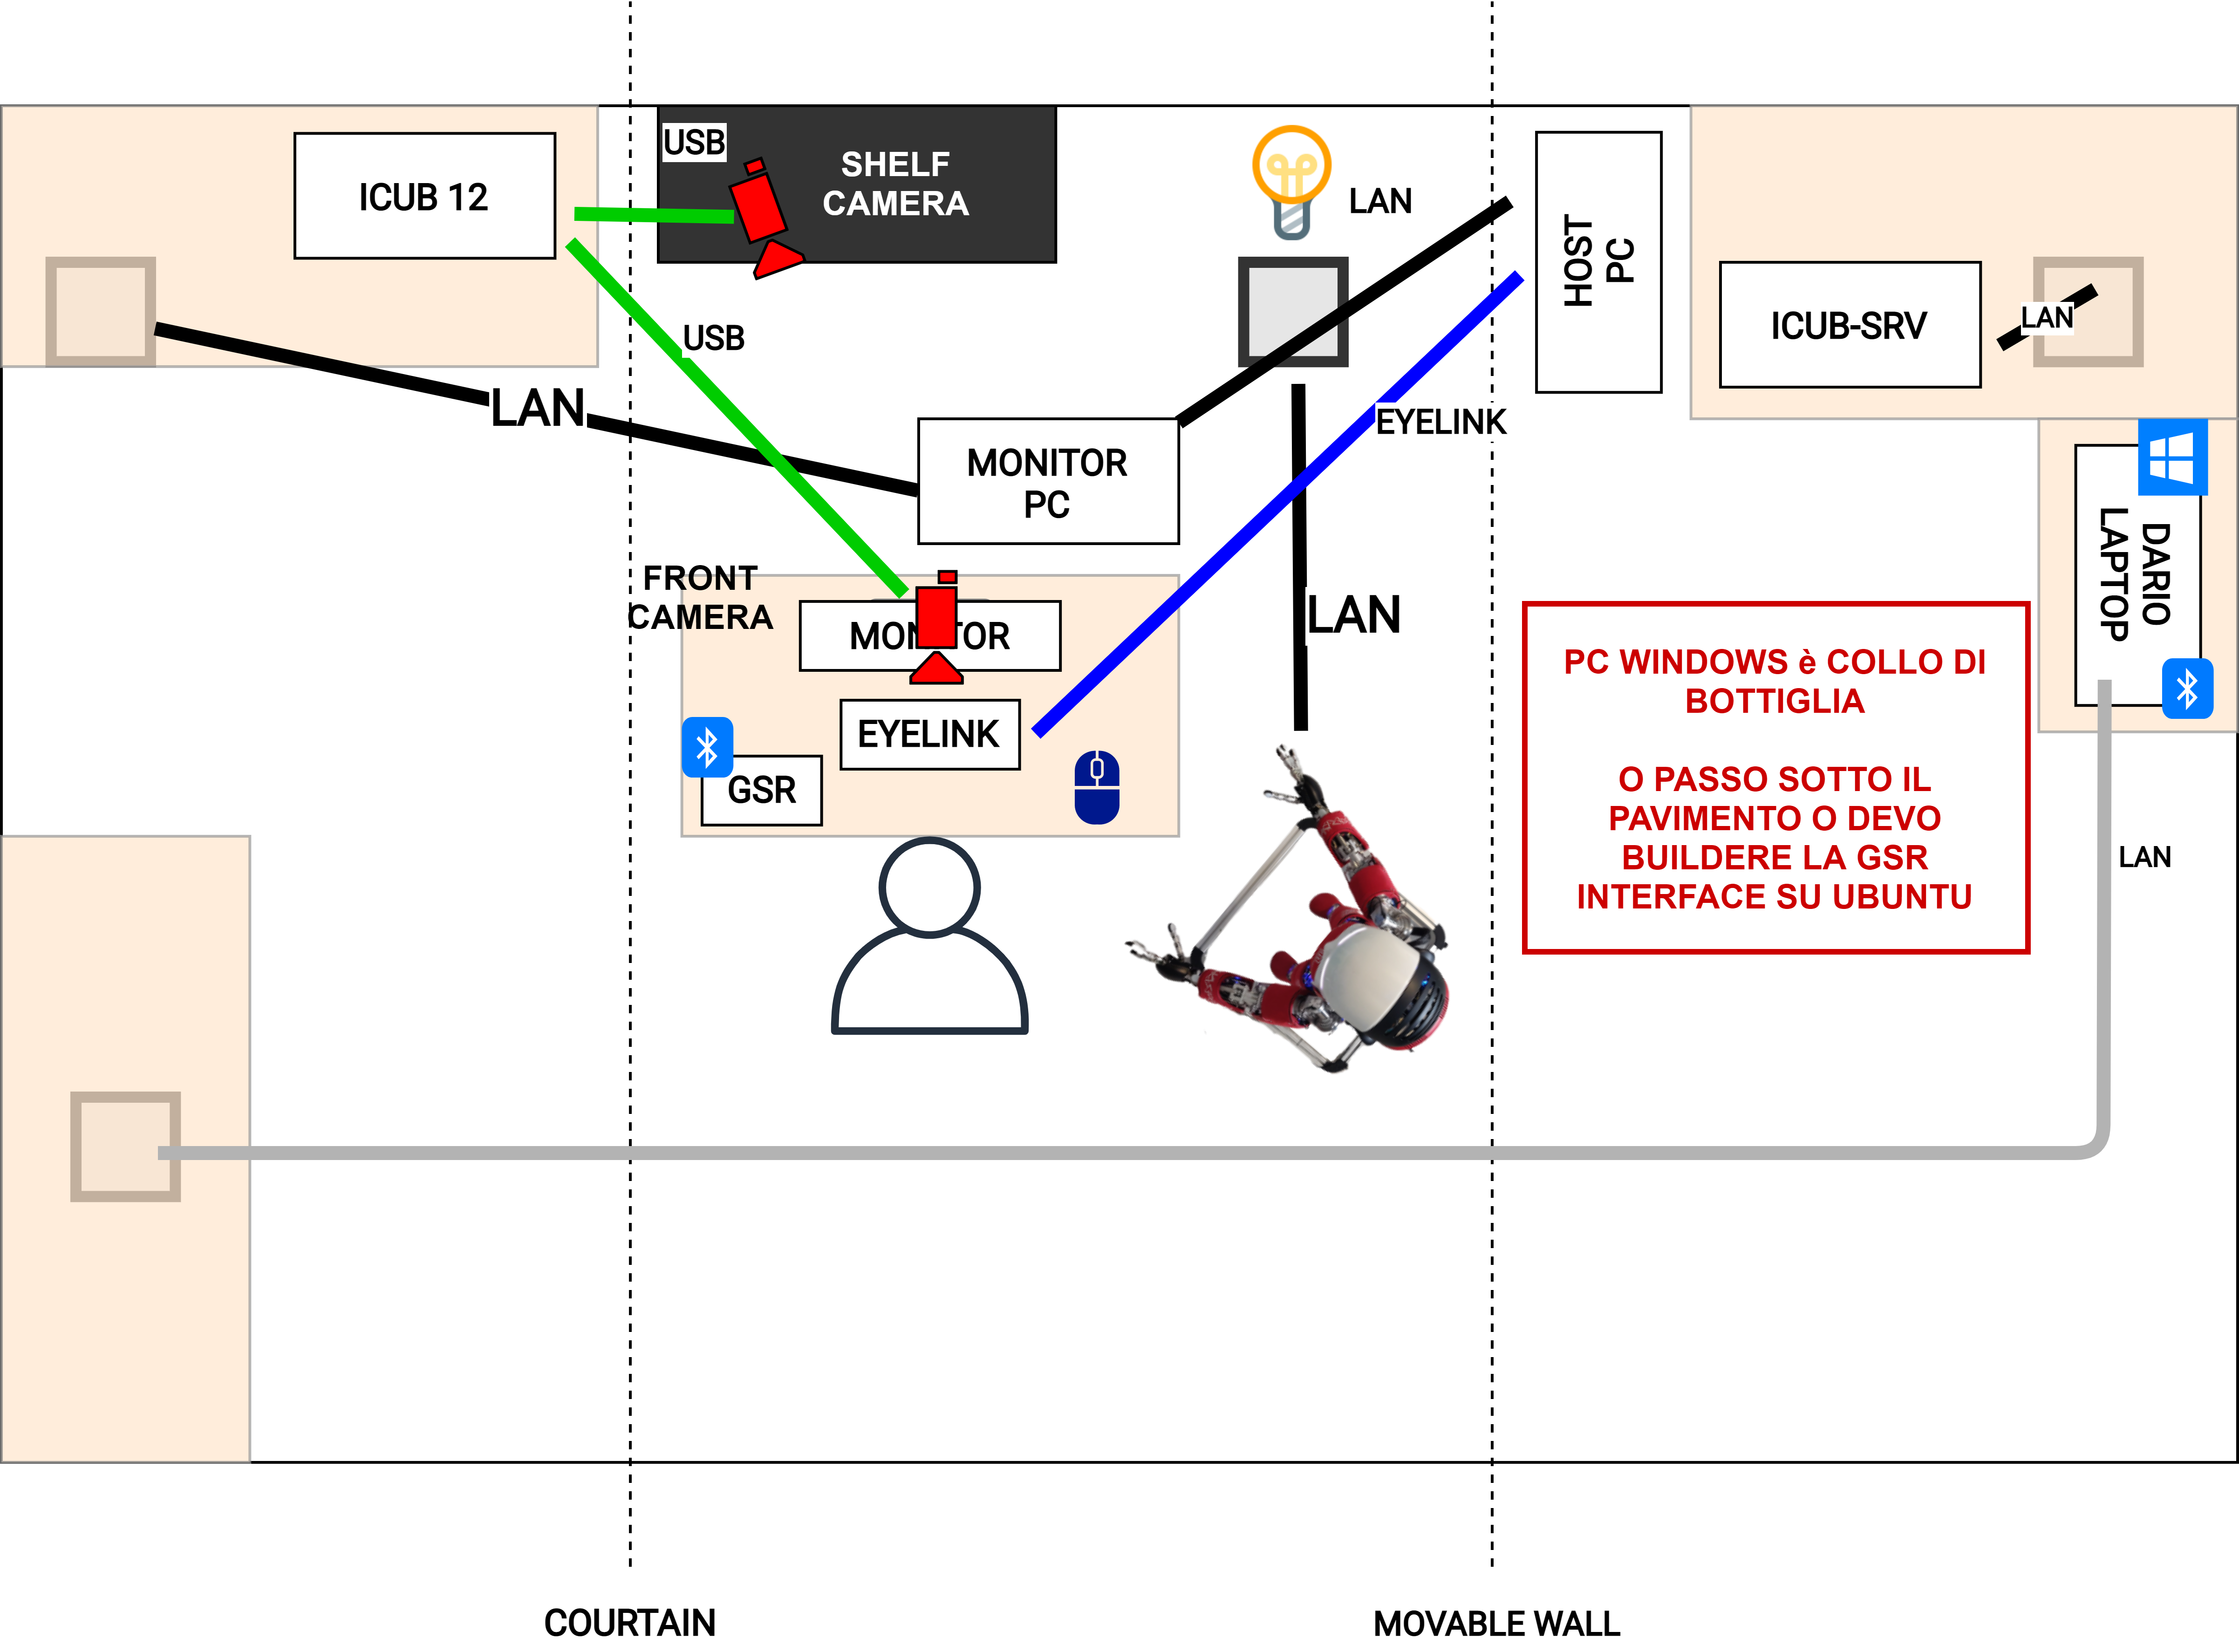 USB
SHELF
CAMERA
ICUB 12
LAN
HOST
PC
ICUB-SRV
LAN
USB
LAN
EYELINK
MONITOR
PC
DARIO
LAPTOP
FRONT
CAMERA
MONITOR
LAN
EYELINK
GSR
PC WINDOWS è COLLO DI
BOTTIGLIA
O PASSO SOTTO IL
PAVIMENTO O DEVO
BUILDERE LA GSR
INTERFACE SU UBUNTU
LAN
COURTAIN
MOVABLE WALL